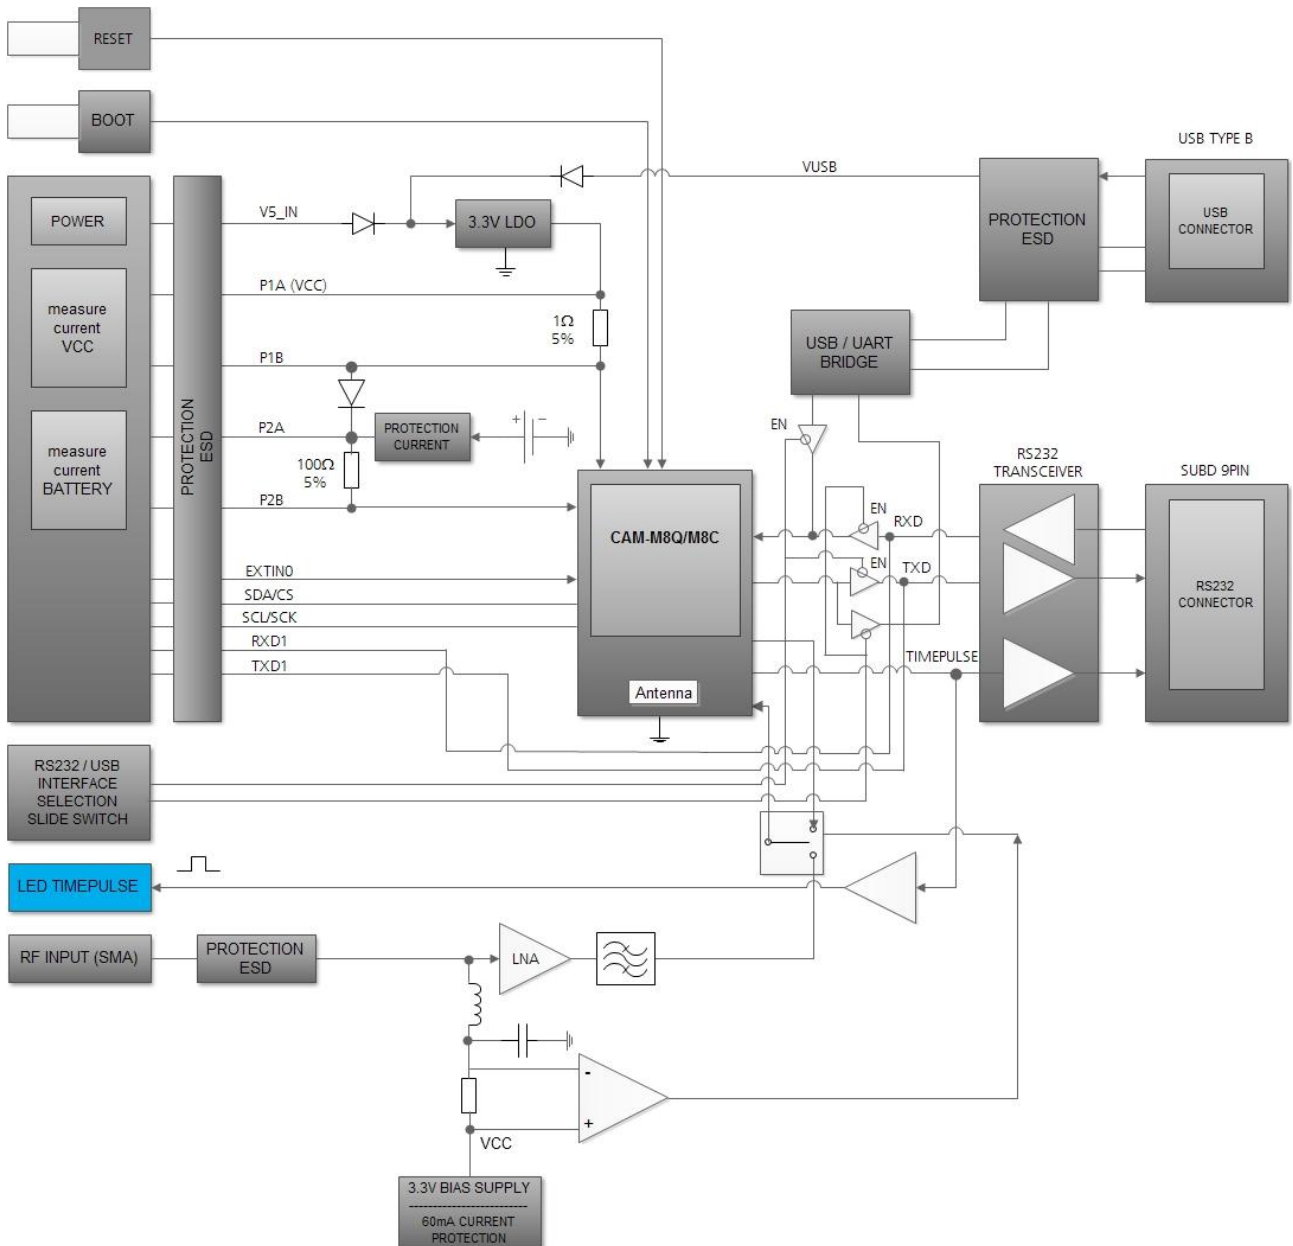 RESET
BOOT
USB TYPE B
VUSB
POWER
V5_IN
3.3V LDO
PROTECTION
ESD
USB
CONNECTOR
P1A (VCC)
measure
current
VCC
1Ω
5%
USB / UART
BRIDGE
P1B
PROTECTION
ESD
P2A
PROTECTION
CURRENT
+
-
EN
measure
current
BATTERY
100Ω
5%
P2B
RS232
TRANSCEIVER
SUBD 9PIN
CAM-M8Q/M8C
EN
RXD
EN
TXD
RS232
CONNECTOR
EXTIN0
SDA/CS
SCL/SCK
RXD1
TXD1
TIMEPULSE
Antenna
RS232 / USB
INTERFACE
SELECTION
SLIDE SWITCH
LED TIMEPULSE
RF INPUT (SMA)
PROTECTION
ESD
LNA
-
+
VCC
3.3V BIAS SUPPLY
--------------------------
60mA CURRENT
PROTECTION